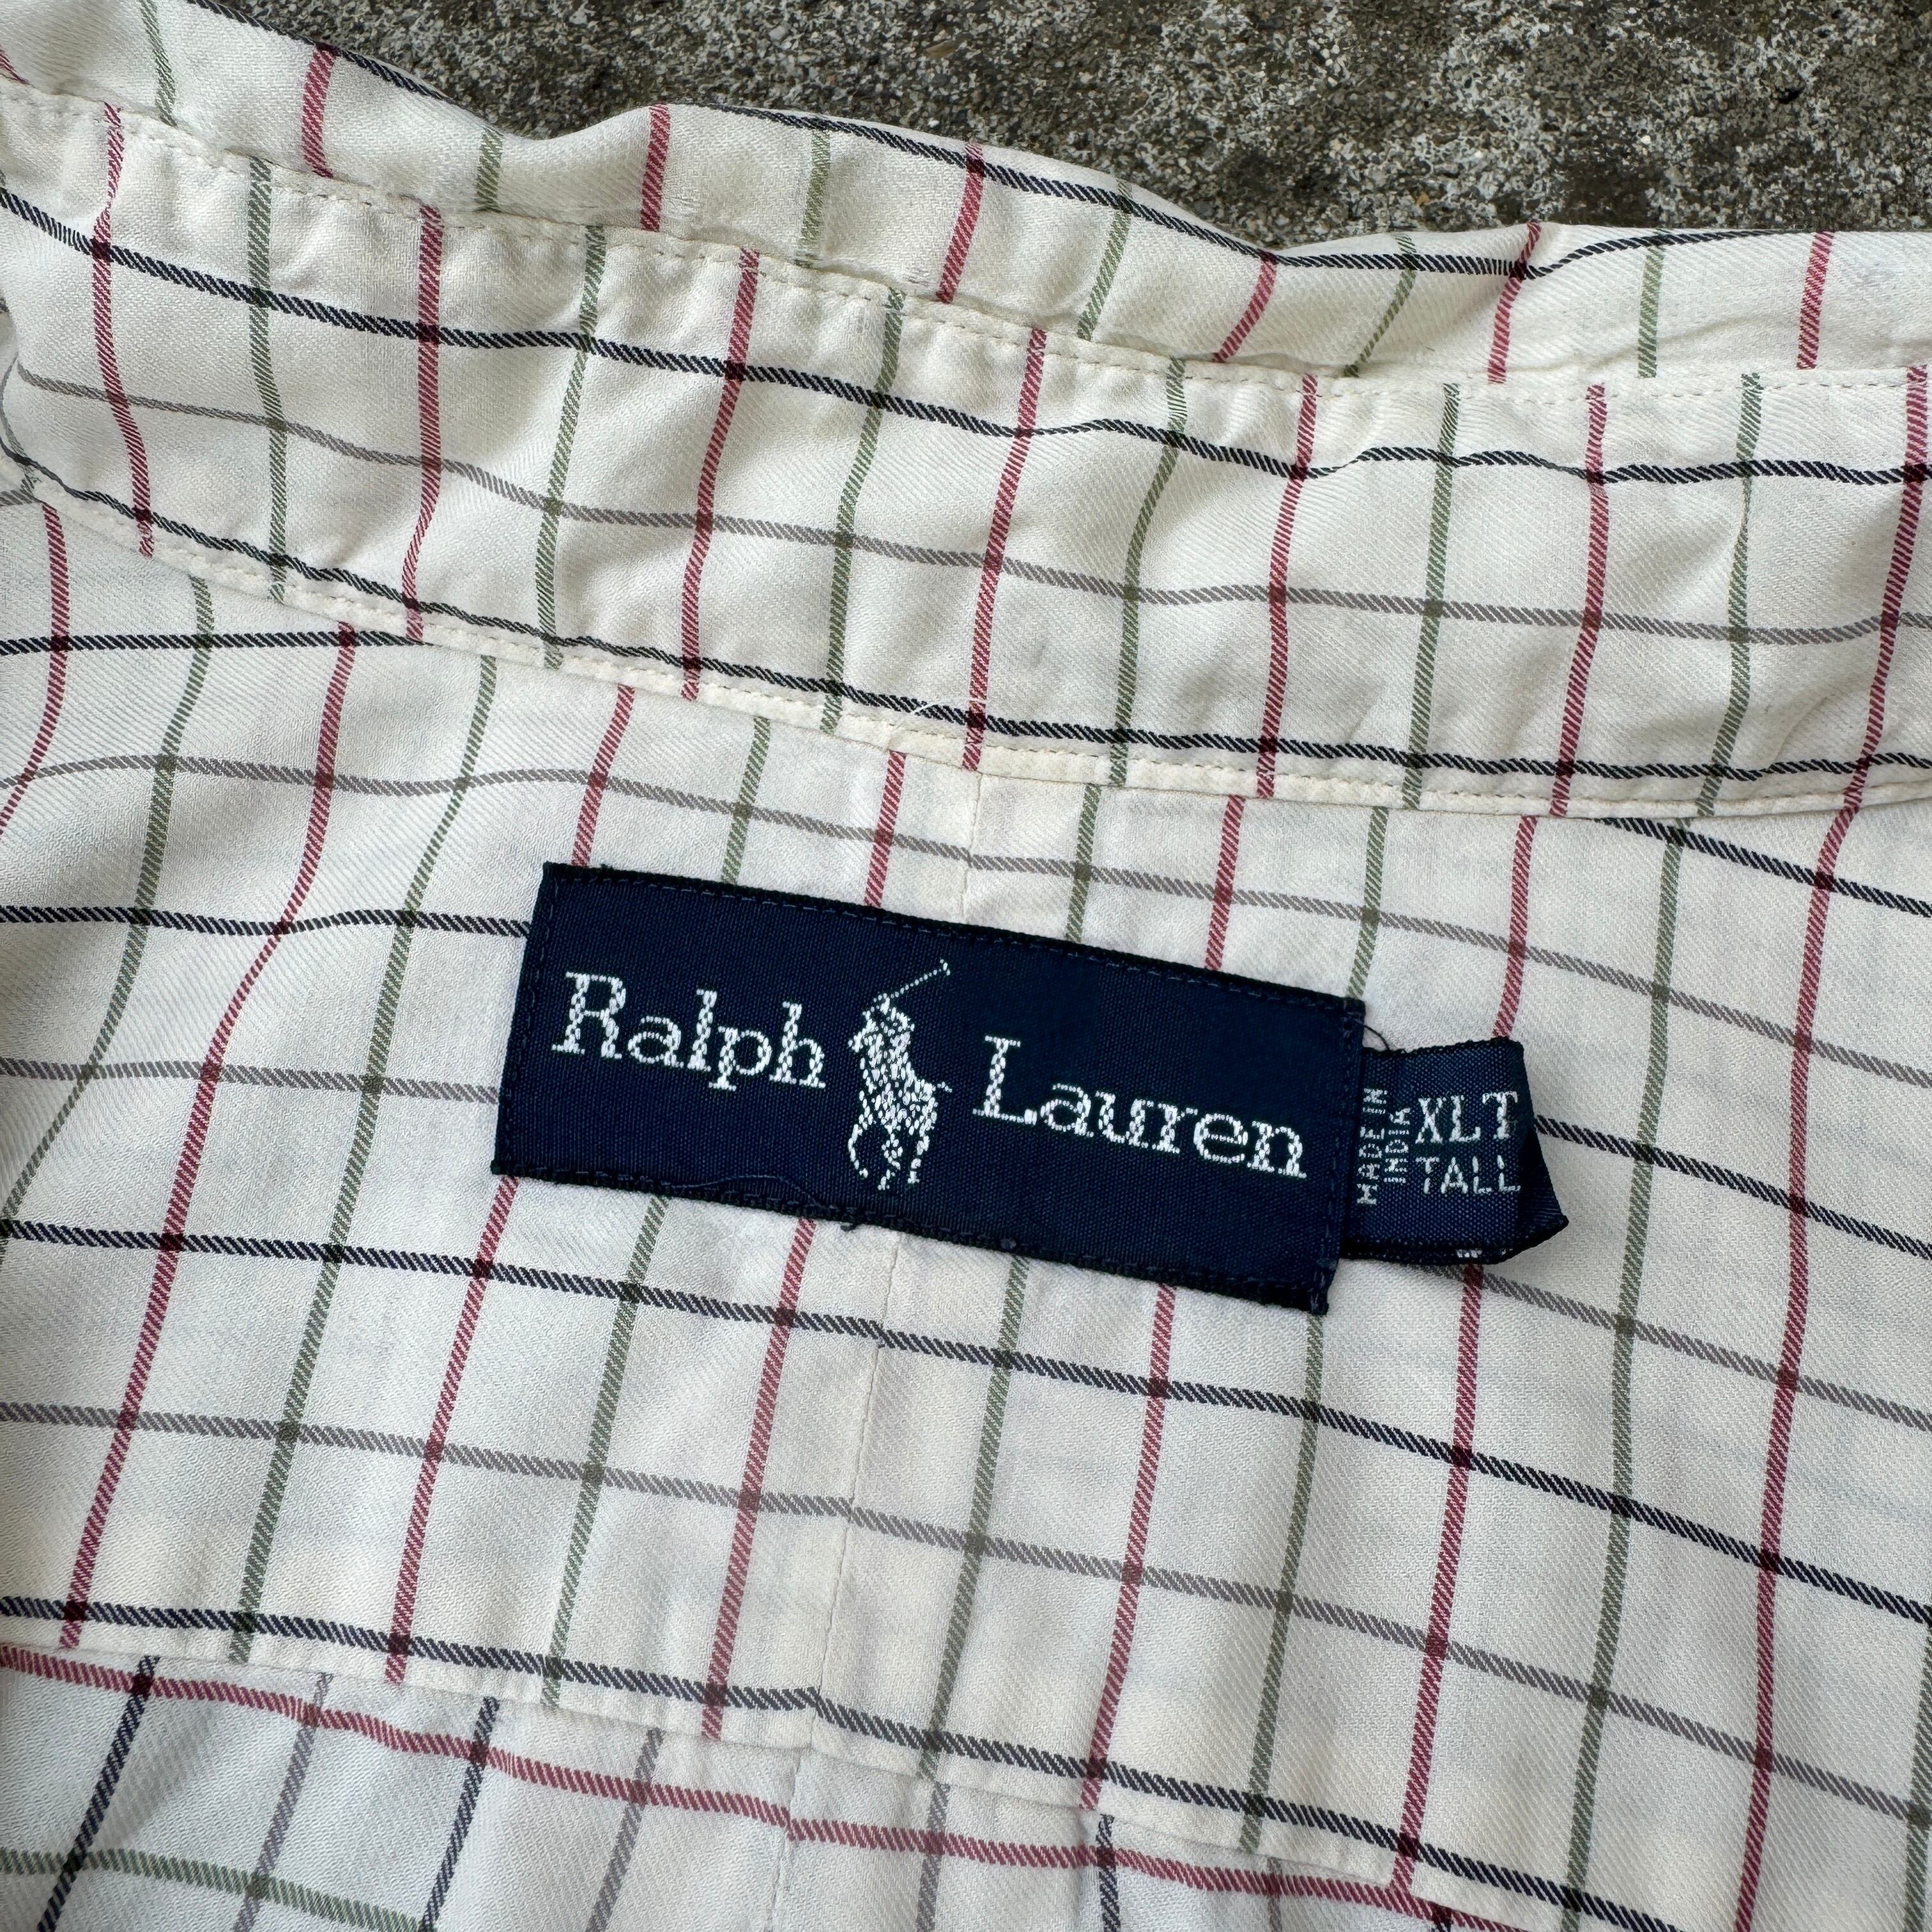 Ralph Lauren
MADE IN
INDIA
XLT
TALL